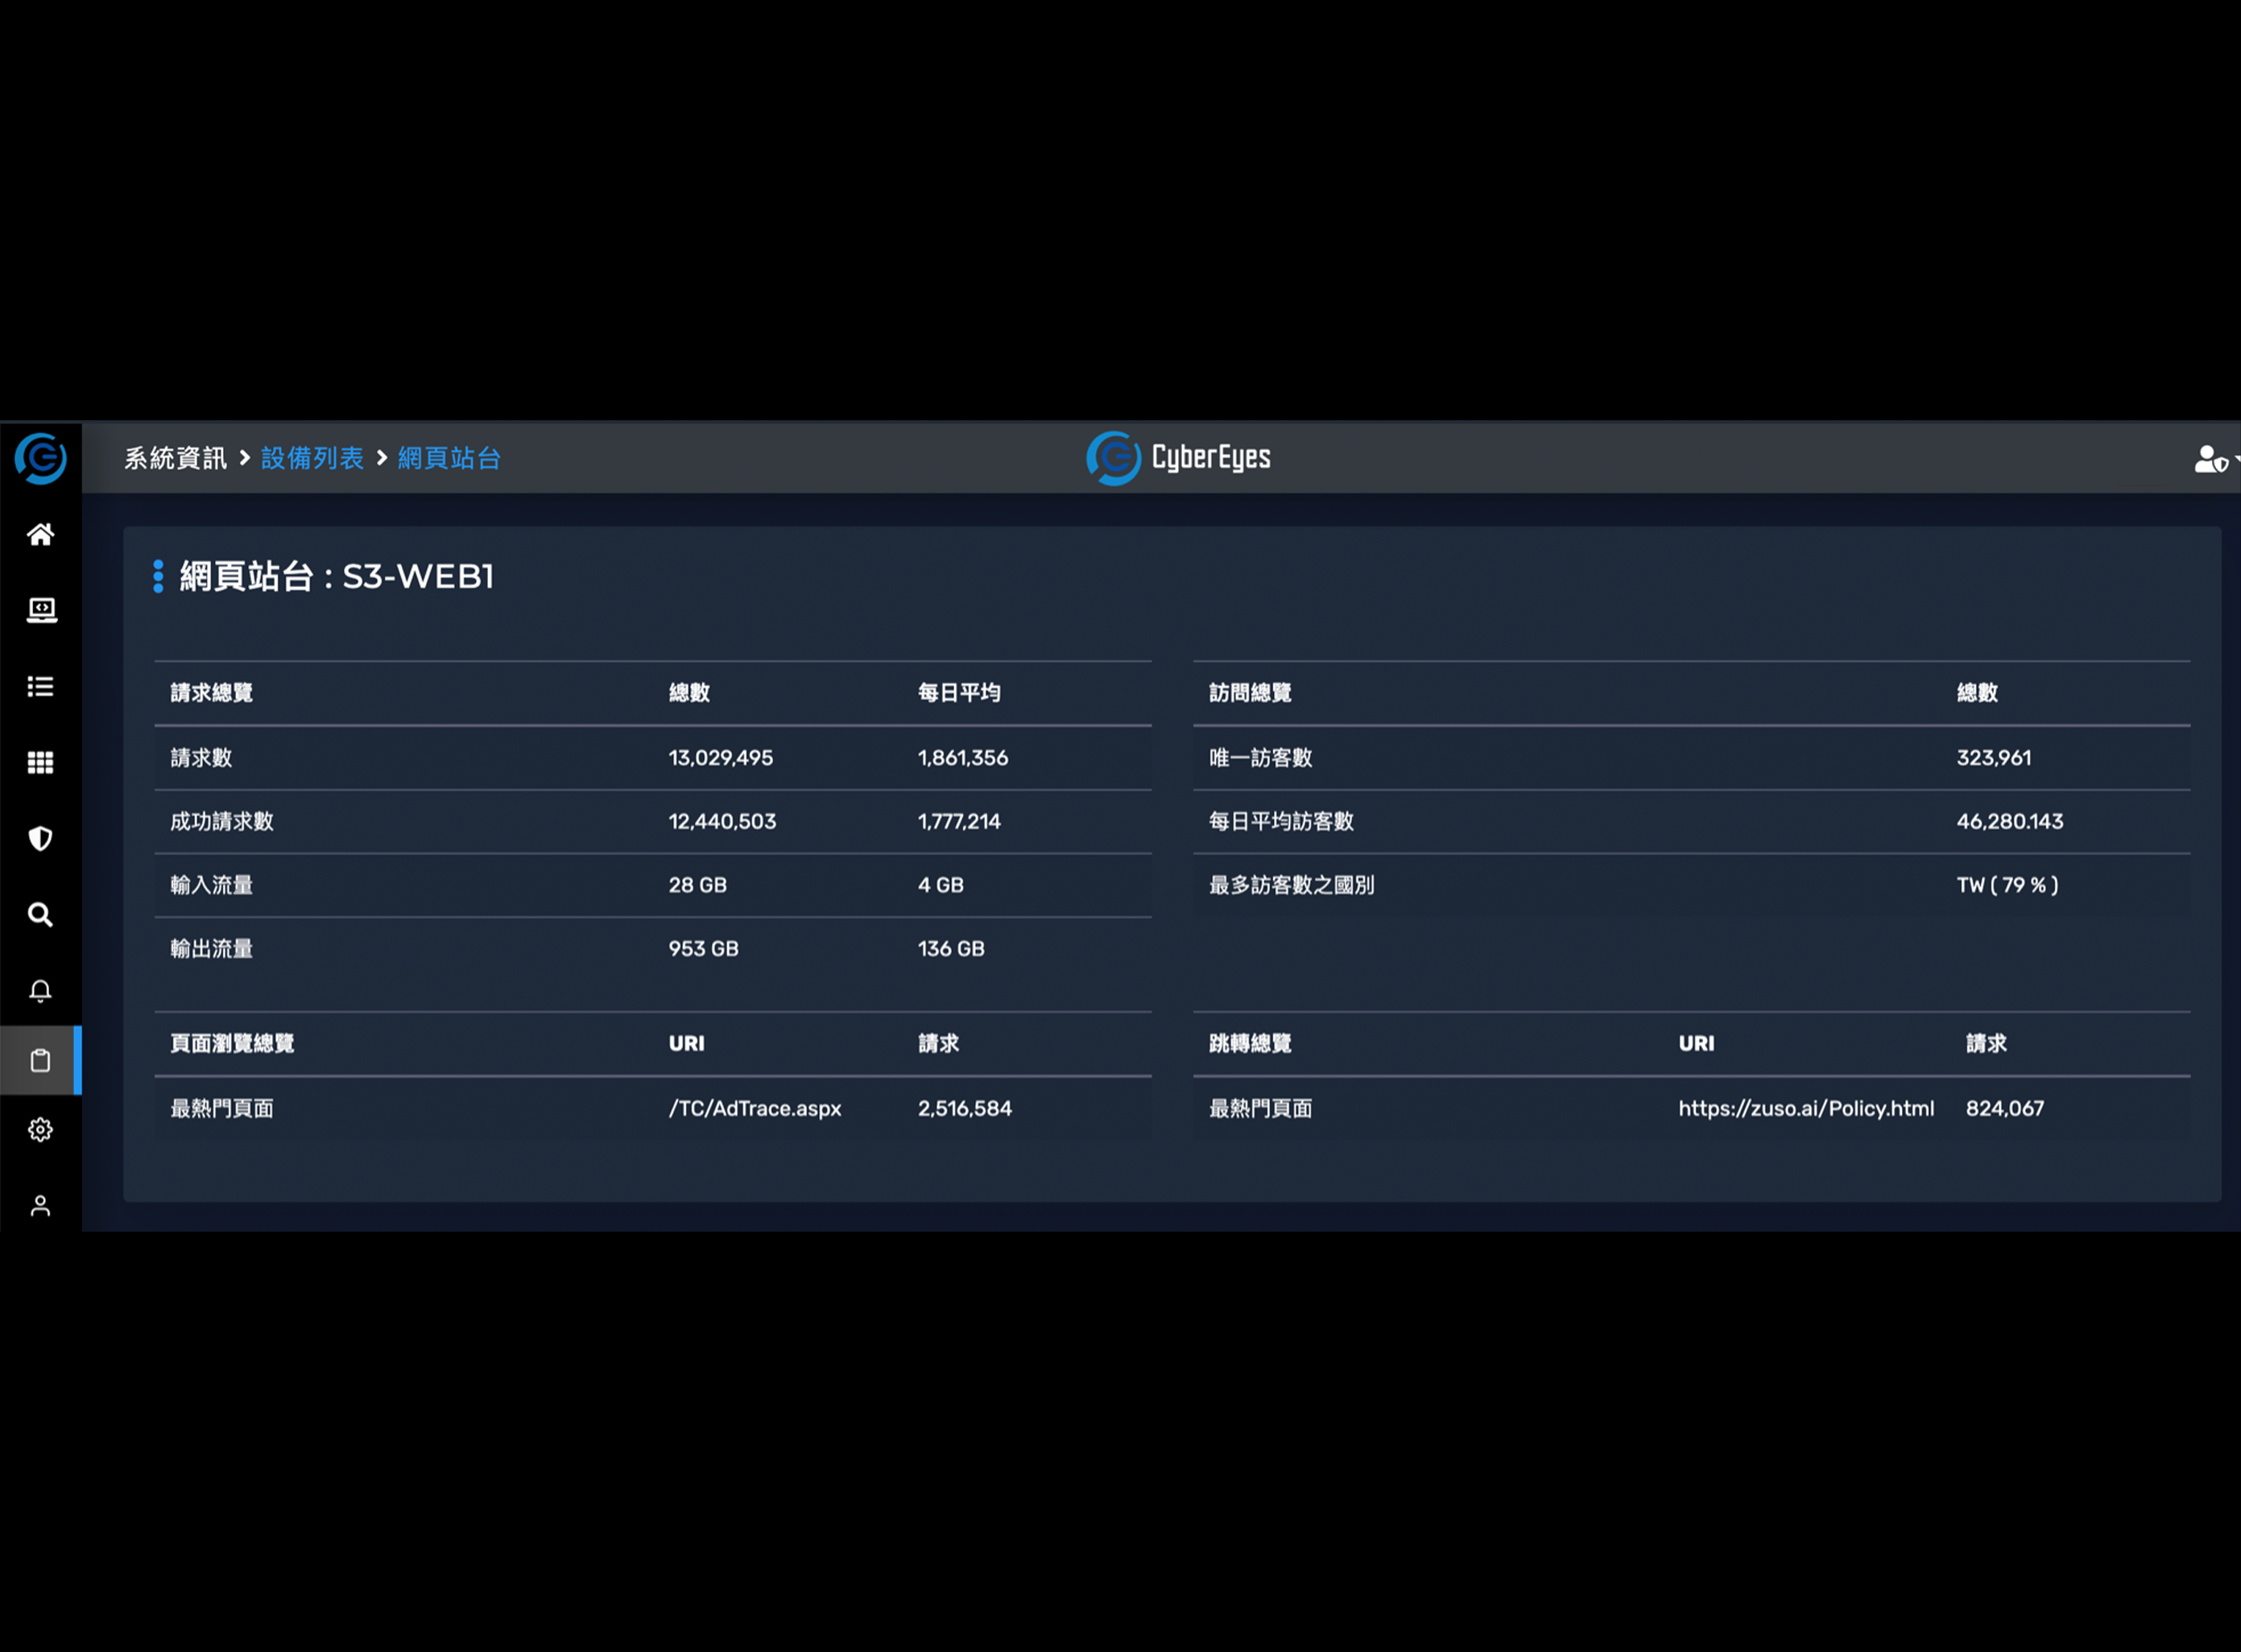 系統資訊 > 設備列表 > 網頁站台
CyberEyes
網頁站台 : S3-WEB1
請求總覽 總數 每日平均
請求數 13,029,495 1,861,356
成功請求數 12,440,503 1,777,214
輸入流量 28 GB 4 GB
輸出流量 953 GB 136 GB
訪問總覽 總數
唯一訪客數 323,961
每日平均訪客數 46,280.143
最多訪客數之國別 TW ( 79 % )
頁面瀏覽總覽 URI 請求
最熱門頁面 /TC/AdTrace.aspx 2,516,584
跳轉總覽 URI 請求
最熱門頁面 https://zuso.ai/Policy.html 824,067